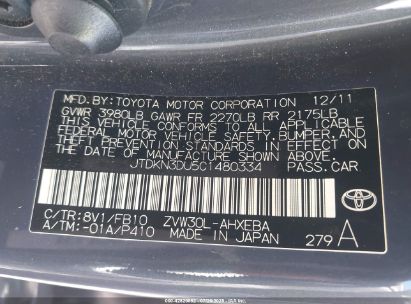 MFD.BY:TOYOTA MOTOR CORPORATION 12/11
GVWR 3980LB GAWR FR 2270LB RR 2175LB
THIS VEHICLE CONFORMS TO ALL APPLICABLE
FEDERAL MOTOR VEHICLE SAFETY, BUMPER, AND
THEFT PREVENTION STANDARDS IN EFFECT ON
THE DATE OF MANUFACTURE SHOWN ABOVE.
JTDKN3DU5C1480334 PASS.CAR
C/TR:8V1/FB10 ZVW30L-AHXEBA
A/TM:-01A/P410 MADE IN JAPAN 279 A
TOYOTA